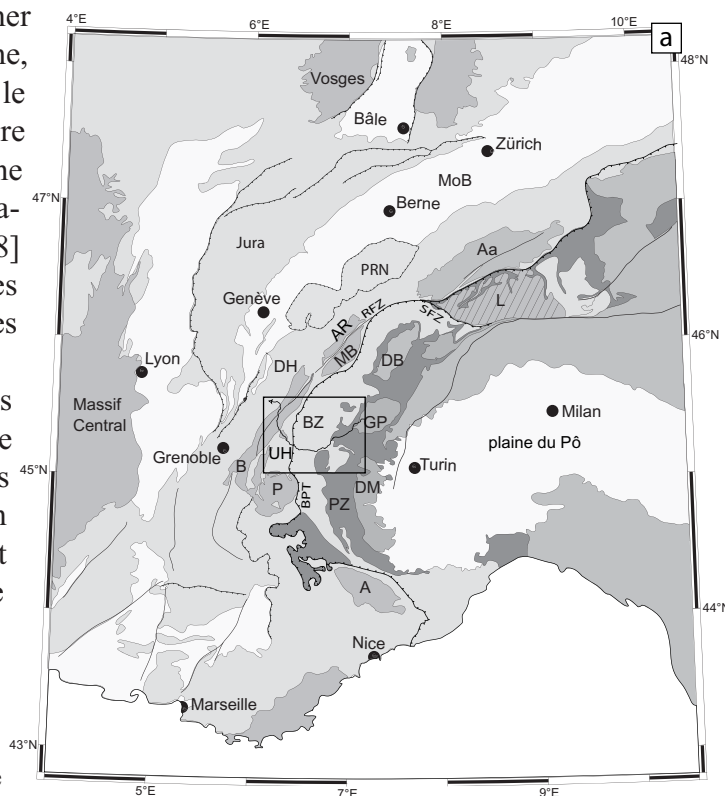 4°E
6°E
8°E
10°E
a
48°N
Vosges
Bâle
Zürich
MoB
47°N
Berne
Jura
Aa
PRN
Genève
L
AR
RFZ
SFZ
46°N
MB
DB
DH
Lyon
Massif
Central
BZ
GP
Milan
plaine du Pô
Grenoble
UH
45°N
B
Turin
P
BPT
PZ
DM
A
44°N
Nice
Marseille
43°N
5°E
7°E
9°E
le
8]